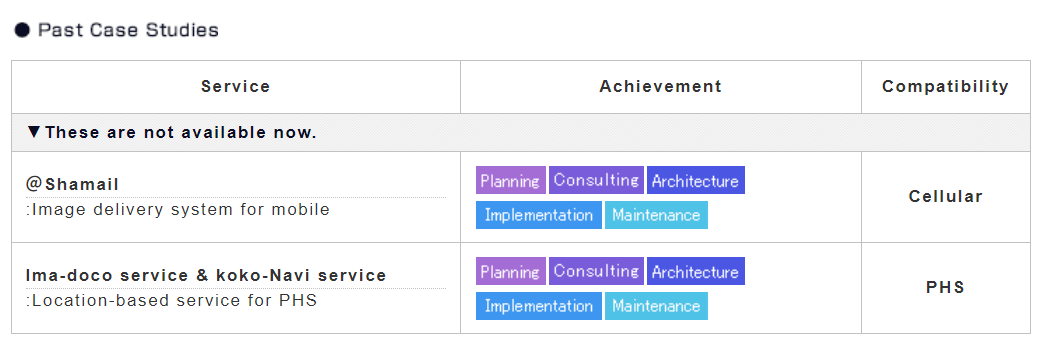 ● Past Case Studies
Service Achievement Compatibility
▼These are not available now.
@Shamail
:Image delivery system for mobile
Planning Consulting Architecture
Implementation Maintenance
Cellular
Ima-doco service & koko-Navi service
:Location-based service for PHS
Planning Consulting Architecture
Implementation Maintenance
PHS